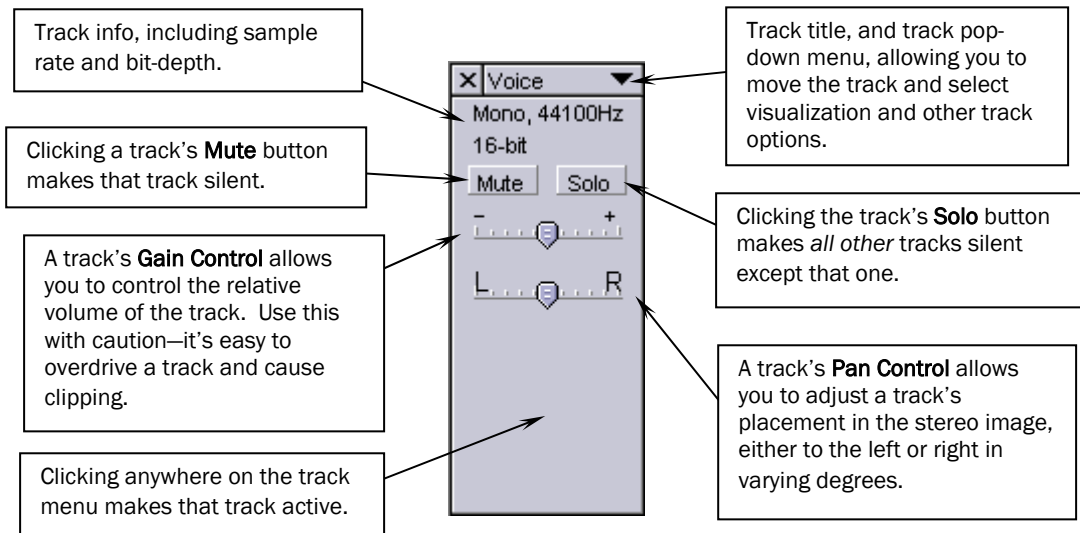 Track info, including sample
rate and bit-depth.
Clicking a track's Mute button
makes that track silent.
A track's Gain Control allows
you to control the relative
volume of the track.  Use this
with caution—it's easy to
overdrive a track and cause
clipping.
Clicking anywhere on the track
menu makes that track active.
X Voice
Mono, 44100Hz
16-bit
Mute Solo
- +
L R
Track title, and track pop-
down menu, allowing you to
move the track and select
visualization and other track
options.
Clicking the track's Solo button
makes all other tracks silent
except that one.
A track's Pan Control allows
you to adjust a track's
placement in the stereo image,
either to the left or right in
varying degrees.